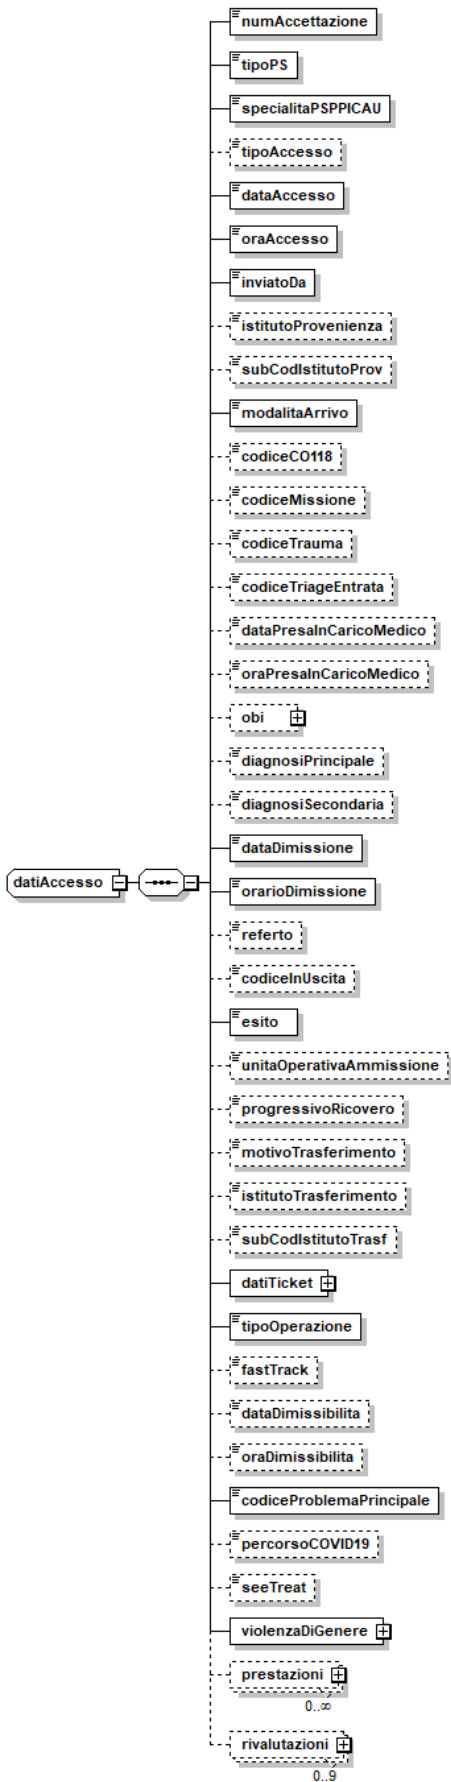 numAccettazione
tipoPS
specialitaPSPPICAU
tipoAccesso
dataAccesso
oraAccesso
inviatoDa
istitutoProvenienza
subCodIstitutoProv
modalitaArrivo
codiceCO118
codiceMissione
codiceTrauma
codiceTriageEntrata
dataPresaInCaricoMedico
oraPresaInCaricoMedico
obi
diagnosiPrincipale
diagnosiSecondaria
dataDimissione
datiAccesso
orarioDimissione
referto
codiceInUscita
esito
unitaOperativaAmmissione
progressivoRicovero
motivoTrasferimento
istitutoTrasferimento
subCodIstitutoTrasf
datiTicket
tipoOperazione
fastTrack
dataDimissibilita
oraDimissibilita
codiceProblemaPrincipale
percorsoCOVID19
seeTreat
violenzaDiGenere
prestazioni
0..∞
rivalutazioni
0..9